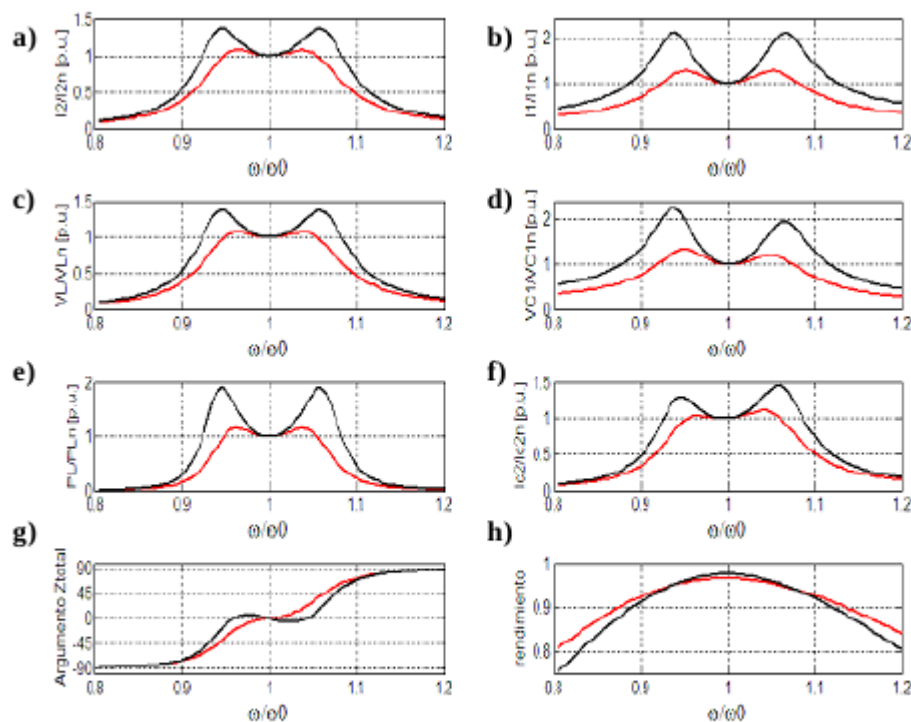 a)
I2/I2n [p.u.]
1.5
1
0.5
0
0.8 0.9 1 1.1 1.2
ω/ω0
b)
I1/I1n [p.u.]
2
1
0
0.8 0.9 1 1.1 1.2
ω/ω0
c)
VL/VLn [p.u.]
1.5
1
0.5
0
0.8 0.9 1 1.1 1.2
ω/ω0
d)
VC1/VC1n [p.u.]
2
1
0
0.8 0.9 1 1.1 1.2
ω/ω0
e)
PL/PLn [p.u.]
2
1
0
0.8 0.9 1 1.1 1.2
ω/ω0
f)
Ic2/Ic2n [p.u.]
1.5
1
0.5
0
0.8 0.9 1 1.1 1.2
ω/ω0
g)
Argumento Ztotal
90
45
0
-45
-90
0.8 0.9 1 1.1 1.2
ω/ω0
h)
rendimiento
1
0.9
0.8
0.8 0.9 1 1.1 1.2
ω/ω0